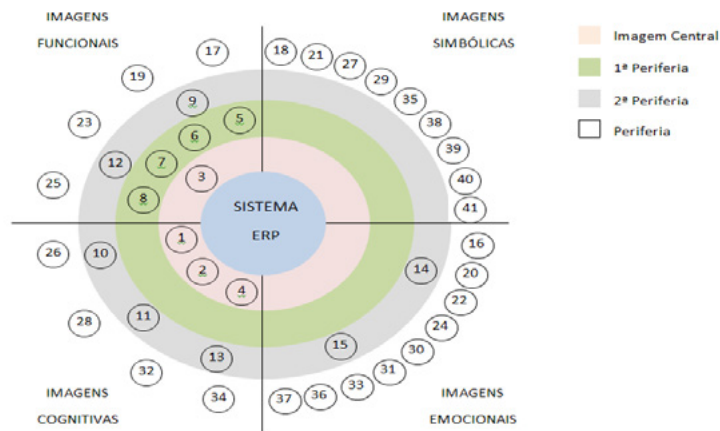 IMAGENS
FUNCIONAIS
IMAGENS
SIMBÓLICAS
Imagem Central
1ª Periferia
2ª Periferia
Periferia
17
18
21
27
29
35
38
39
40
41
19
23
25
9
5
6
12
7
8
3
SISTEMA
ERP
1
2
4
26
10
11
13
28
32
34
14
15
16
20
22
24
30
31
33
36
37
IMAGENS
COGNITIVAS
IMAGENS
EMOCIONAIS